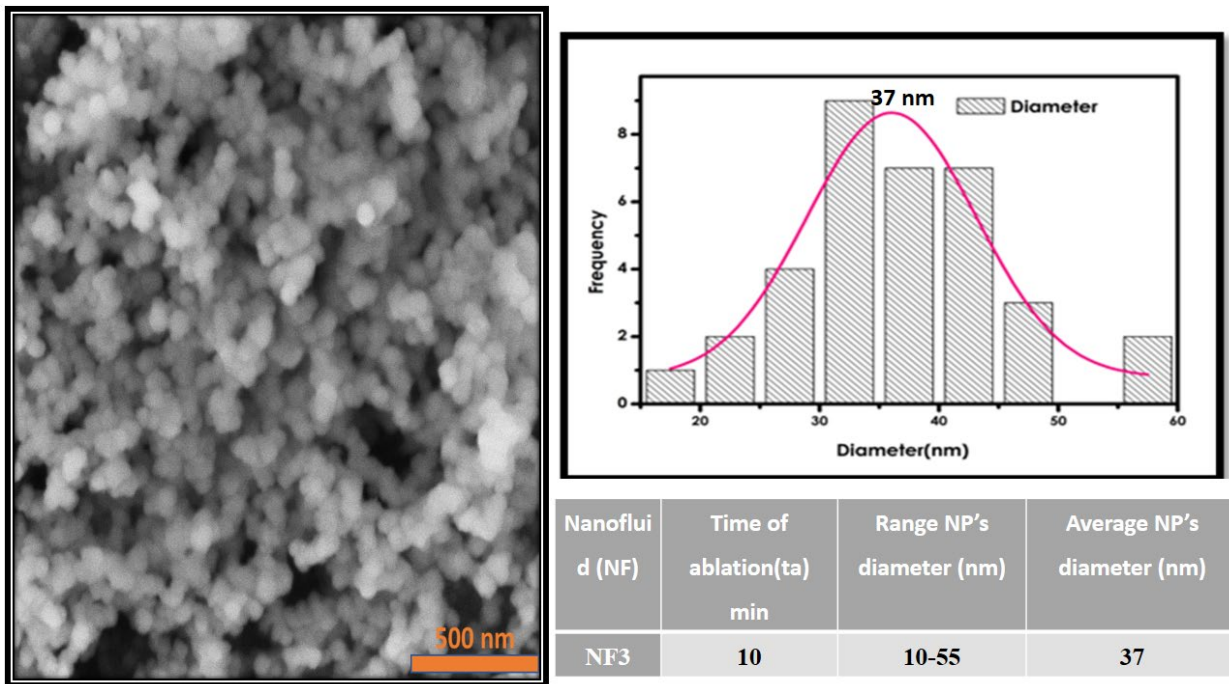 500 nm
37 nm
Diameter
8
6
4
2
0
Frequency
20 30 40 50 60
Diameter(nm)
Nanoflui
d (NF)
Time of
ablation(ta)
min
Range NP's
diameter (nm)
Average NP's
diameter (nm)
NF3 10 10-55 37